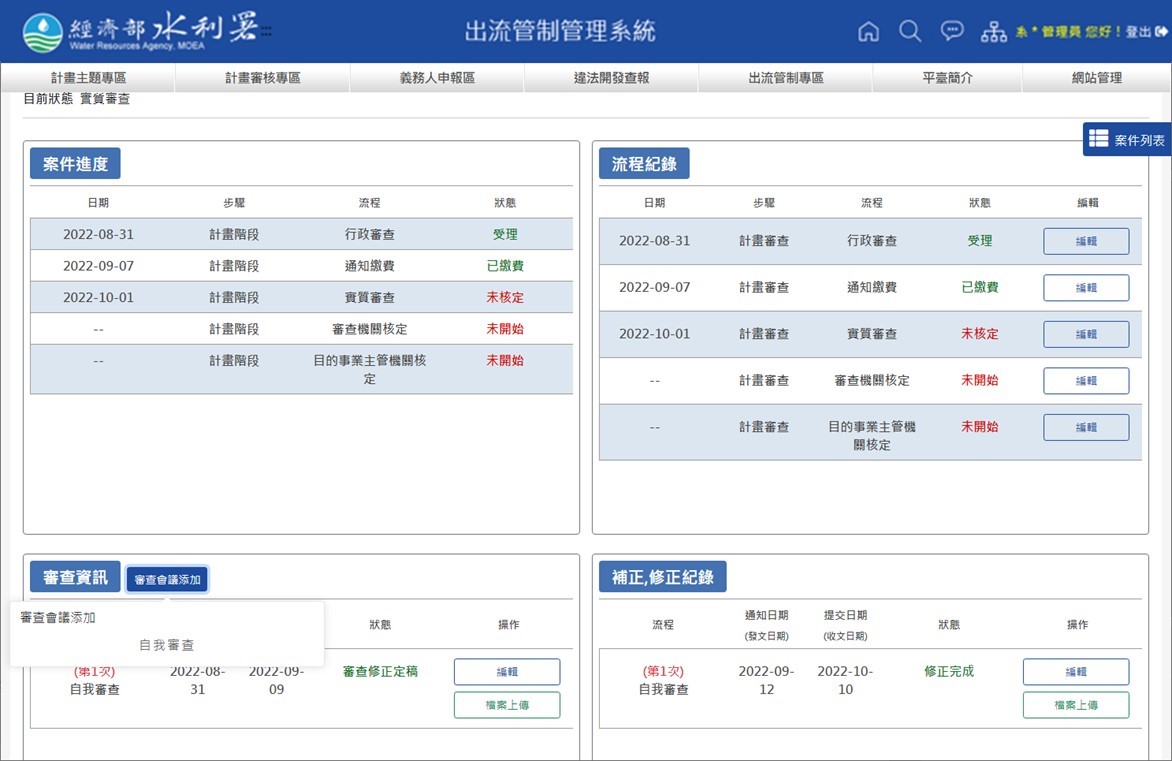 經濟部水利署
Water Resources Agency, MOEA
出流管制管理系統
系*管理員 您好！登出
計畫主題專區 計畫審核專區 義務人申報區 違法開發查報 出流管制專區 平臺簡介 網站管理
目前狀態 實質審查
案件列表
案件進度
日期 步驟 流程 狀態
2022-08-31 計畫階段 行政審查 受理
2022-09-07 計畫階段 通知繳費 已繳費
2022-10-01 計畫階段 實質審查 未核定
-- 計畫階段 審查機關核定 未開始
-- 計畫階段 目的事業主管機關核 未開始
定
流程紀錄
日期 步驟 流程 狀態 編輯
2022-08-31 計畫審查 行政審查 受理 編輯
2022-09-07 計畫審查 通知繳費 已繳費 編輯
2022-10-01 計畫審查 實質審查 未核定 編輯
-- 計畫審查 審查機關核定 未開始 編輯
-- 計畫審查 目的事業主管機 未開始 編輯
關核定
審查資訊 審查會議添加
審查會議添加
自我審查
狀態 操作
(第1次) 2022-08- 2022-09- 審查修正定稿 編輯
自我審查 31 09
檔案上傳
補正,修正紀錄
流程 通知日期 提交日期 狀態 操作
(發文日期) (收文日期)
(第1次) 2022-09- 2022-10- 修正完成 編輯
自我審查 12 10
檔案上傳